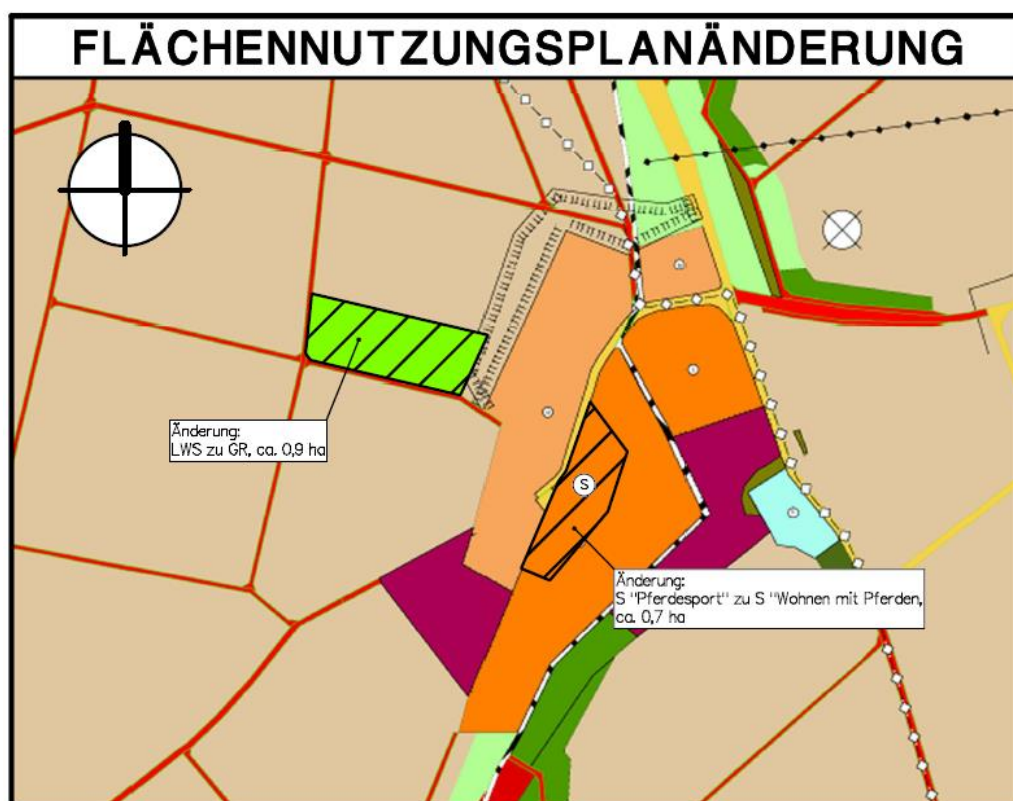 FLÄCHENNUTZUNGSPLANÄNDERUNG
Änderung:
LWS zu GR, ca. 0,9 ha
S
Änderung:
S "Pferdesport" zu S "Wohnen mit Pferden,
ca. 0,7 ha